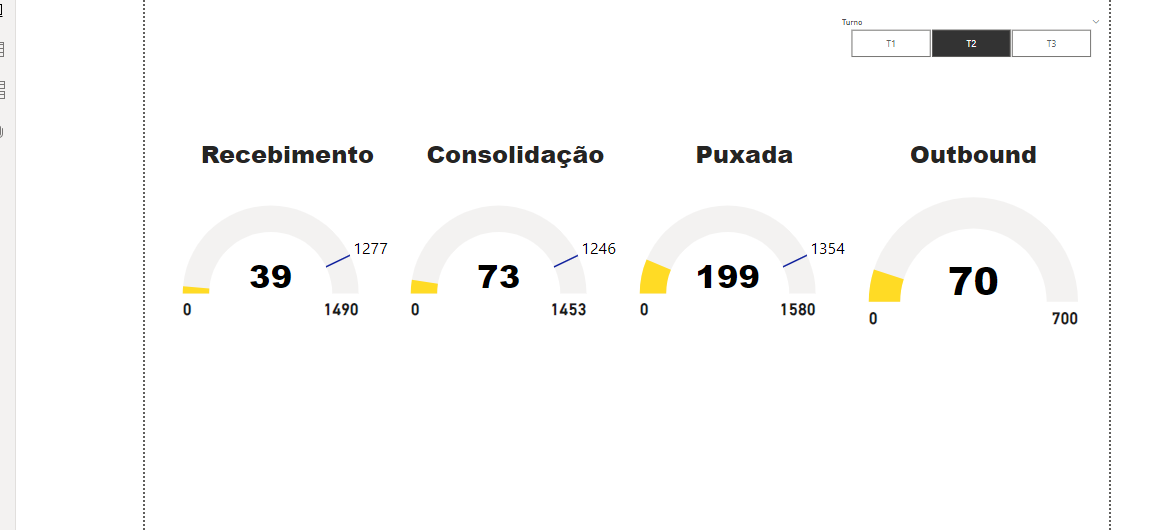 Turno
T1 T2 T3
Recebimento Consolidação Puxada Outbound
1277 1246 1354
39 73 199 70
0 1490 0 1453 0 1580 0 700